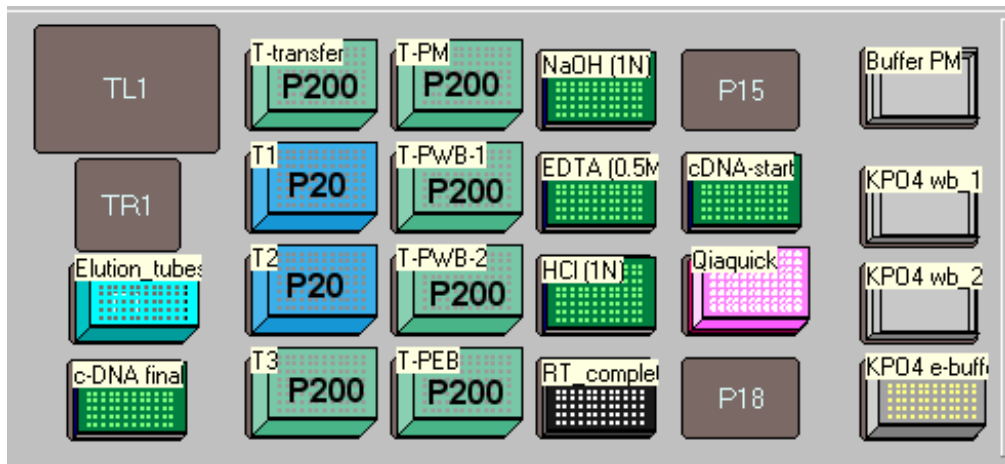 TL1
T-transfer
P200
T-PM
P200
NaOH (1N)
P15
Buffer PM
TR1
T1
P20
T-PWB-1
P200
EDTA (0.5M
cDNA-start
KPO4 wb_1
Elution_tubes
T2
P20
T-PWB-2
P200
HCl (1N)
Qiaquick
KPO4 wb_2
c-DNA final
T3
P200
T-PEB
P200
RT_complet
P18
KPO4 e-buffe